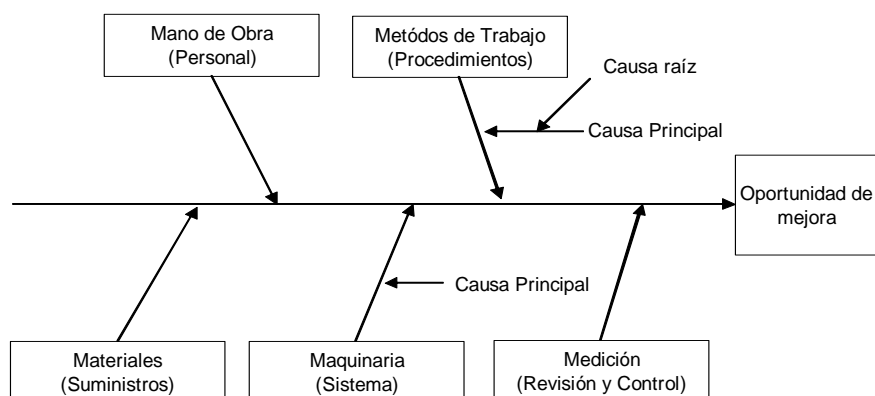 Mano de Obra
(Personal)
Metódos de Trabajo
(Procedimientos)
Causa raíz
Causa Principal
Oportunidad de
mejora
Causa Principal
Materiales
(Suministros)
Maquinaria
(Sistema)
Medición
(Revisión y Control)